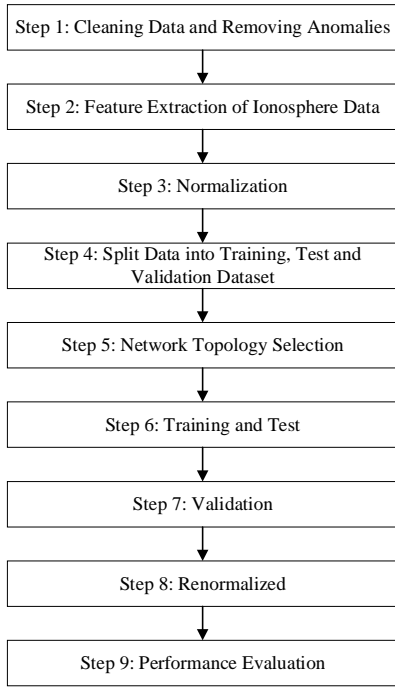 Step 1: Cleaning Data and Removing Anomalies
Step 2: Feature Extraction of Ionosphere Data
Step 3: Normalization
Step 4: Split Data into Training, Test and
Validation Dataset
Step 5: Network Topology Selection
Step 6: Training and Test
Step 7: Validation
Step 8: Renormalized
Step 9: Performance Evaluation